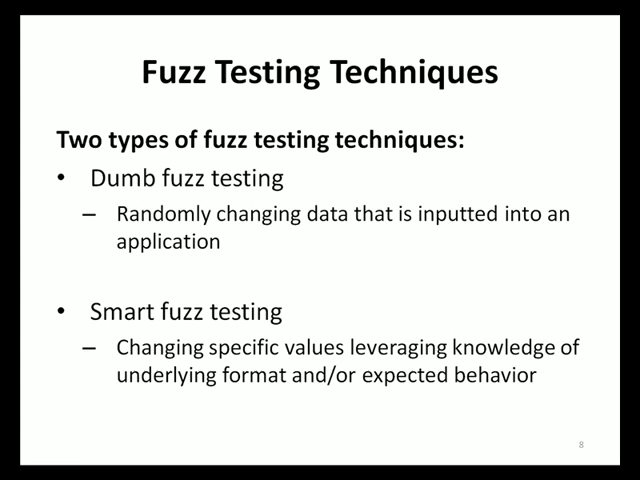 Fuzz Testing Techniques
Two types of fuzz testing techniques:
• Dumb fuzz testing
– Randomly changing data that is inputted into an
application
• Smart fuzz testing
– Changing specific values leveraging knowledge of
underlying format and/or expected behavior
8